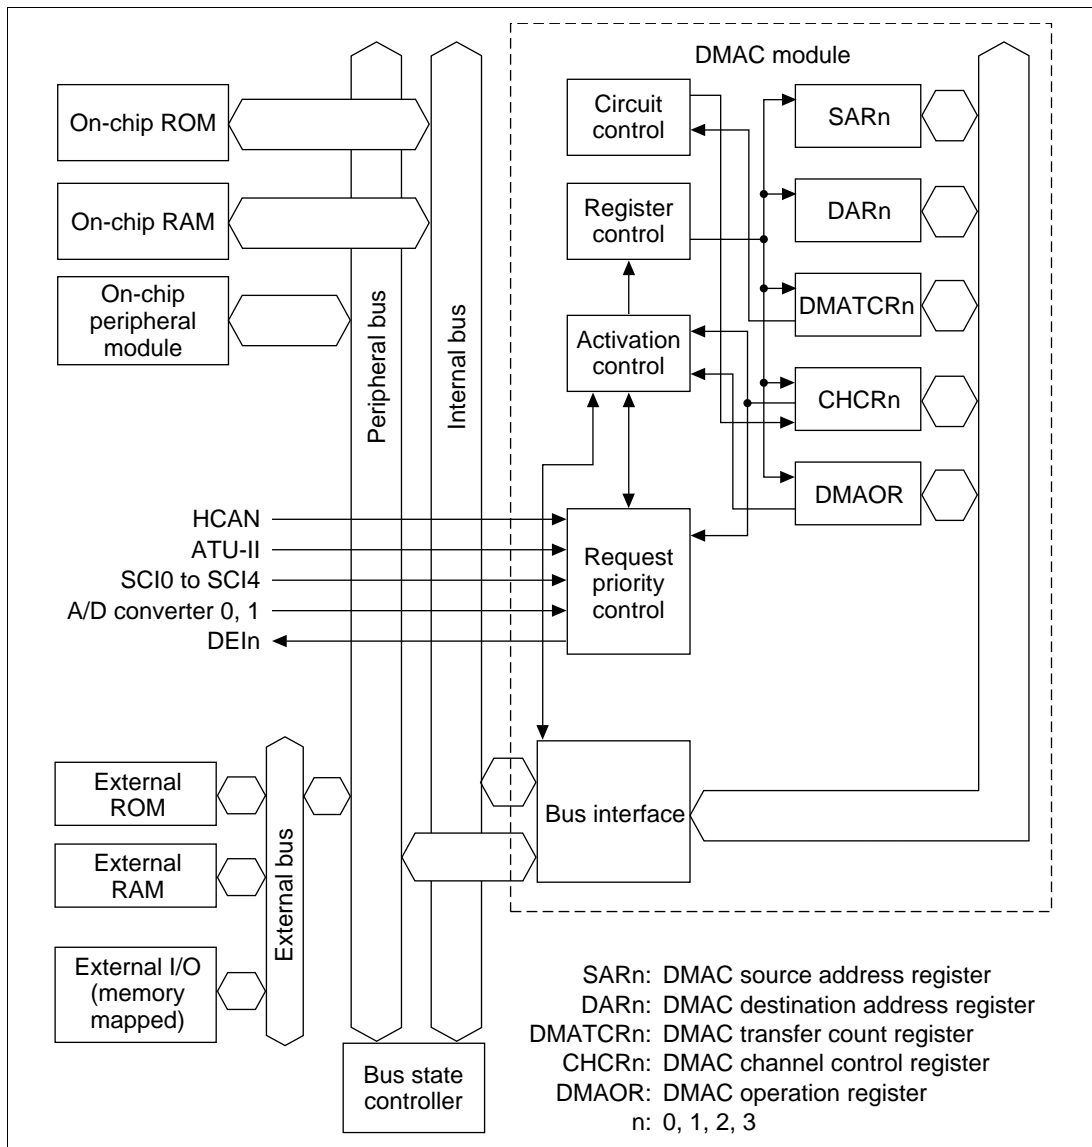 DMAC module
On-chip ROM
Circuit
control
SARn
On-chip RAM
Register
control
DARn
On-chip
peripheral
module
Peripheral bus
Internal bus
Activation
control
DMATCRn
CHCRn
DMAOR
HCAN
ATU-II
SCI0 to SCI4
A/D converter 0, 1
DEIn
Request
priority
control
External
ROM
External
RAM
External I/O
(memory
mapped)
External bus
Bus interface
Bus state
controller
SARn: DMAC source address register
DARn: DMAC destination address register
DMATCRn: DMAC transfer count register
CHCRn: DMAC channel control register
DMAOR: DMAC operation register
n: 0, 1, 2, 3